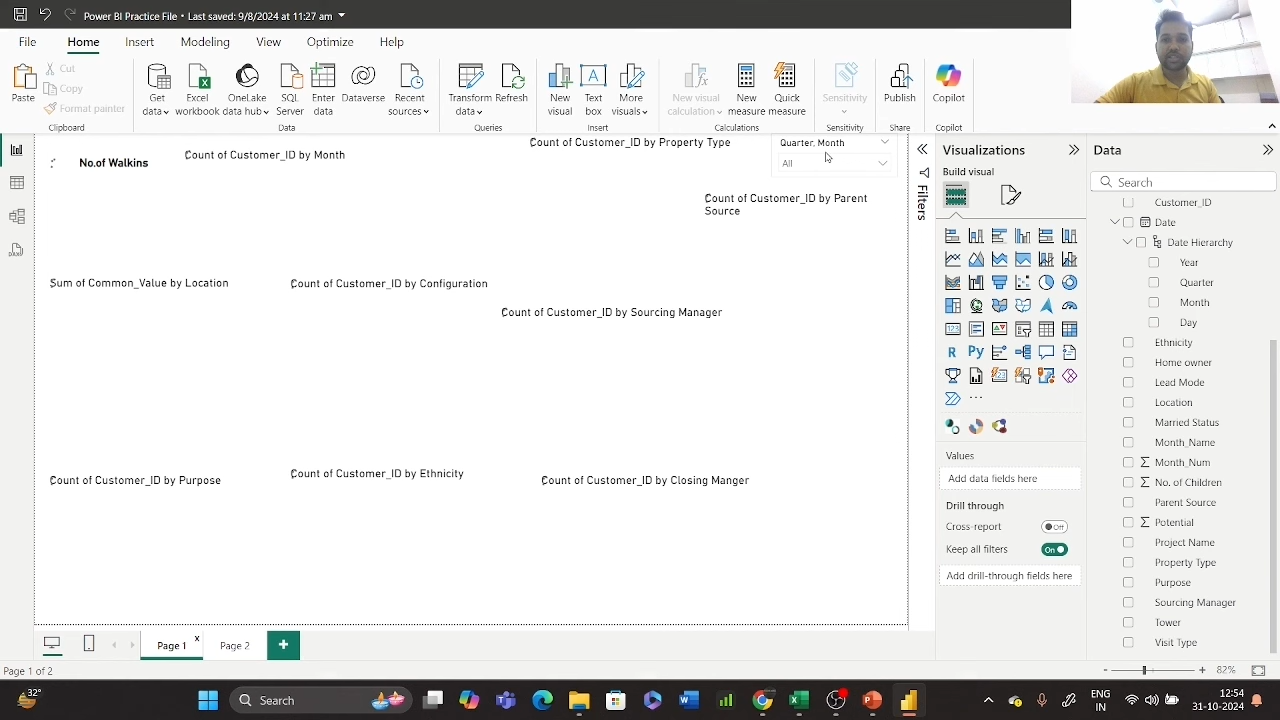 Power BI Practice File • Last saved: 9/8/2024 at 11:27 am
File Home Insert Modeling View Optimize Help
Paste
Cut
Copy
Format painter
Clipboard
Get data
Excel workbook
OneLake data hub
SQL Server
Enter data
Dataverse
Recent sources
Data
Transform data
Refresh
Queries
New visual
Text box
More visuals
Insert
New visual calculation
New measure
Quick measure
Calculations
Sensitivity
Sensitivity
Publish
Share
Copilot
Copilot
No.of Walkins
Count of Customer_ID by Month
Count of Customer_ID by Property Type
Quarter, Month
All
Count of Customer_ID by Parent
Source
Sum of Common_Value by Location
Count of Customer_ID by Configuration
Count of Customer_ID by Sourcing Manager
Count of Customer_ID by Purpose
Count of Customer_ID by Ethnicity
Count of Customer_ID by Closing Manger
Filters
Visualizations
Build visual
R Py
123
Values
Add data fields here
Drill through
Cross-report
Off
Keep all filters
On
Add drill-through fields here
Data
Search
Customer_ID
Date
Date Hierarchy
Year
Quarter
Month
Day
Ethnicity
Home owner
Lead Mode
Location
Married Status
Month_Name
Month_Num
No. of Children
Parent Source
Potential
Project Name
Property Type
Purpose
Sourcing Manager
Tower
Visit Type
Page 1
Page 2
Page 1 of 2
82%
32°
Search
ENG
IN
12:54
31-10-2024